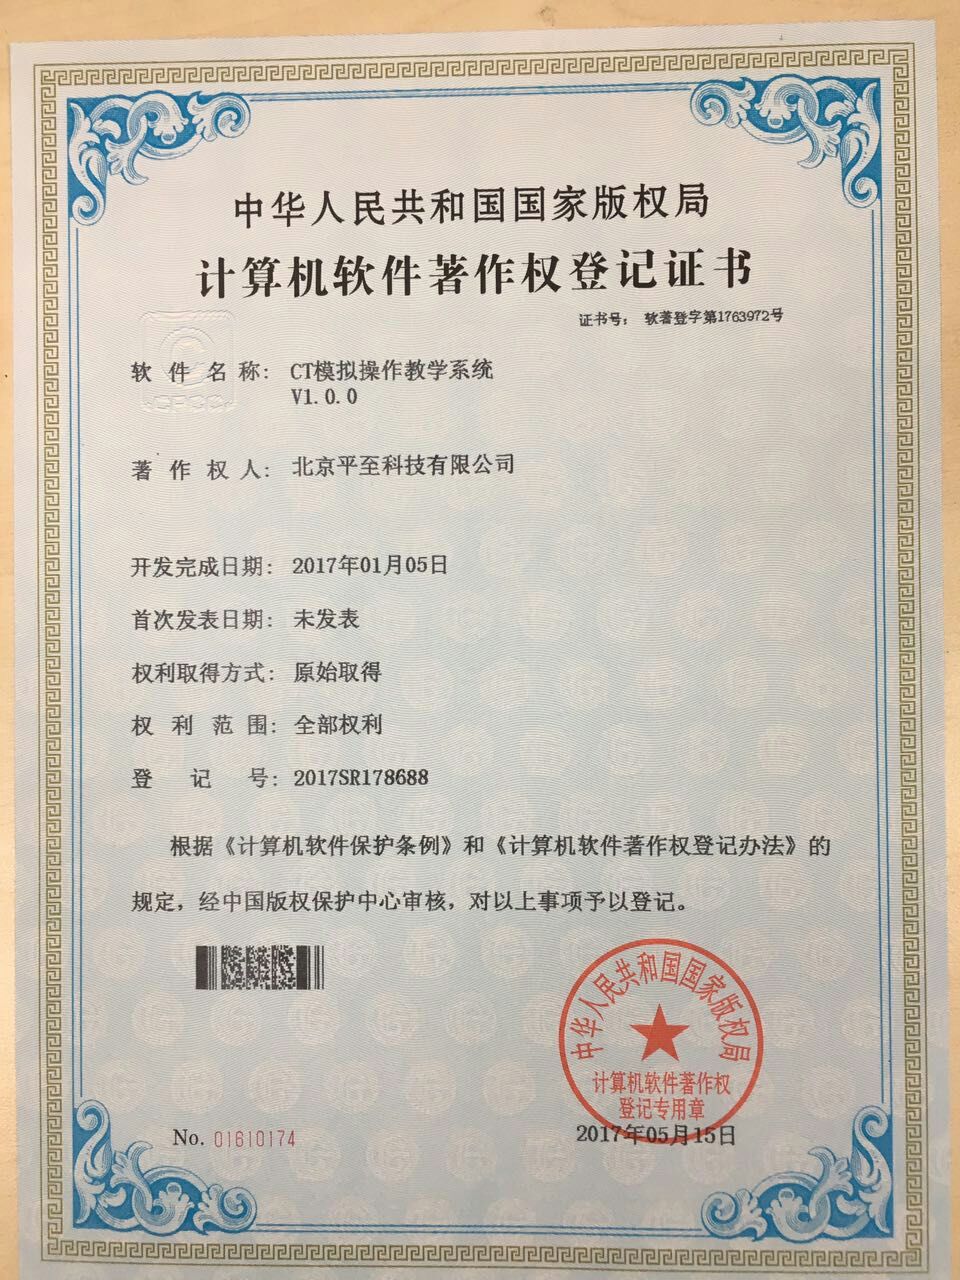 中华人民共和国国家版权局
计算机软件著作权登记证书
证书号： 软著登字第1763972号
软件名称： CT模拟操作教学系统
V1.0.0
著作权人： 北京平至科技有限公司
开发完成日期： 2017年01月05日
首次发表日期： 未发表
权利取得方式： 原始取得
权利范围： 全部权利
登记号： 2017SR178688
根据《计算机软件保护条例》和《计算机软件著作权登记办法》的
规定，经中国版权保护中心审核，对以上事项予以登记。
中华人民共和国国家版权局
计算机软件著作权
登记专用章
No. 01610174
2017年05月15日